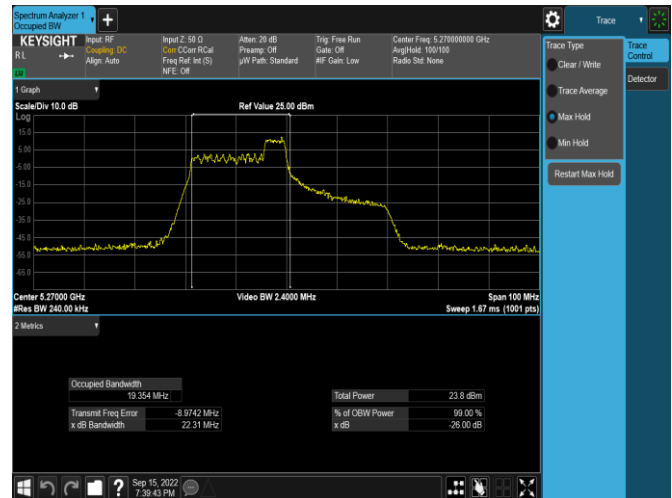 Spectrum Analyzer 1
Occupied BW
Trace
KEYSIGHT
RL
LW
Input: RF
Coupling: DC
Align: Auto
Input Z: 50 Ω
Corr CCorr RCal
Freq Ref: Int (S)
NFE: Off
Atten: 20 dB
Preamp: Off
µW Path: Standard
Trig: Free Run
Gate: Off
#IF Gain: Low
Center Freq: 5.270000000 GHz
Avg|Hold: 100/100
Radio Std: None
1 Graph
Scale/Div 10.0 dB
Ref Value 25.00 dBm
Log
15.0
5.00
-5.00
-15.0
-25.0
-35.0
-45.0
-55.0
-65.0
Center 5.27000 GHz
Video BW 2.4000 MHz
Span 100 MHz
#Res BW 240.00 kHz
Sweep 1.67 ms (1001 pts)
2 Metrics
Occupied Bandwidth
19.354 MHz
Total Power
23.8 dBm
Transmit Freq Error
-8.9742 MHz
% of OBW Power
99.00 %
x dB Bandwidth
22.31 MHz
x dB
-26.00 dB
Trace Type
Clear / Write
Trace Average
Max Hold
Min Hold
Restart Max Hold
Trace
Control
Detector
?
Sep 15, 2022
7:39:43 PM